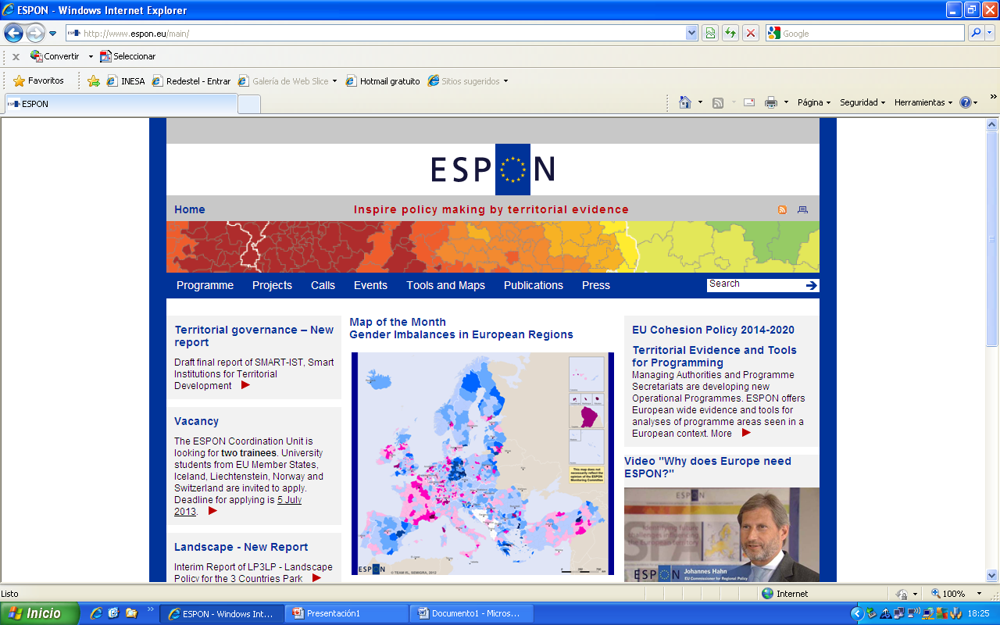 ESPON - Windows Internet Explorer
http://www.espon.eu/main/
Google
Convertir
Seleccionar
Favoritos
INESA
Redestel - Entrar
Galería de Web Slice
Hotmail gratuito
Sitios sugeridos
ESPON
Página
Seguridad
Herramientas
ESPON
Home
Inspire policy making by territorial evidence
Programme
Projects
Calls
Events
Tools and Maps
Publications
Press
Search
Territorial governance – New
report
Draft final report of SMART-IST, Smart
Institutions for Territorial
Development
Vacancy
The ESPON Coordination Unit is
looking for two trainees. University
students from EU Member States,
Iceland, Liechtenstein, Norway and
Switzerland are invited to apply.
Deadline for applying is 5 July
2013.
Landscape - New Report
Interim Report of LP3LP - Landscape
Policy for the 3 Countries Park
Map of the Month
Gender Imbalances in European Regions
This map does not
necessarily reflect the
opinion of the ESPON
Monitoring Committee
ESPON
© TEAM VL, SEMIGRA, 2012
EU Cohesion Policy 2014-2020
Territorial Evidence and Tools
for Programming
Managing Authorities and Programme
Secretariats are developing new
Operational Programmes. ESPON offers
European wide evidence and tools for
analyses of programme areas seen in a
European context. More
Video "Why does Europe need
ESPON?"
ESPON
ESPON
Johannes Hahn
EU Commissioner for Regional Policy
Listo
Internet
100%
Inicio
ESPON - Windows Int...
Presentación1
Documento1 - Micros...
18:25